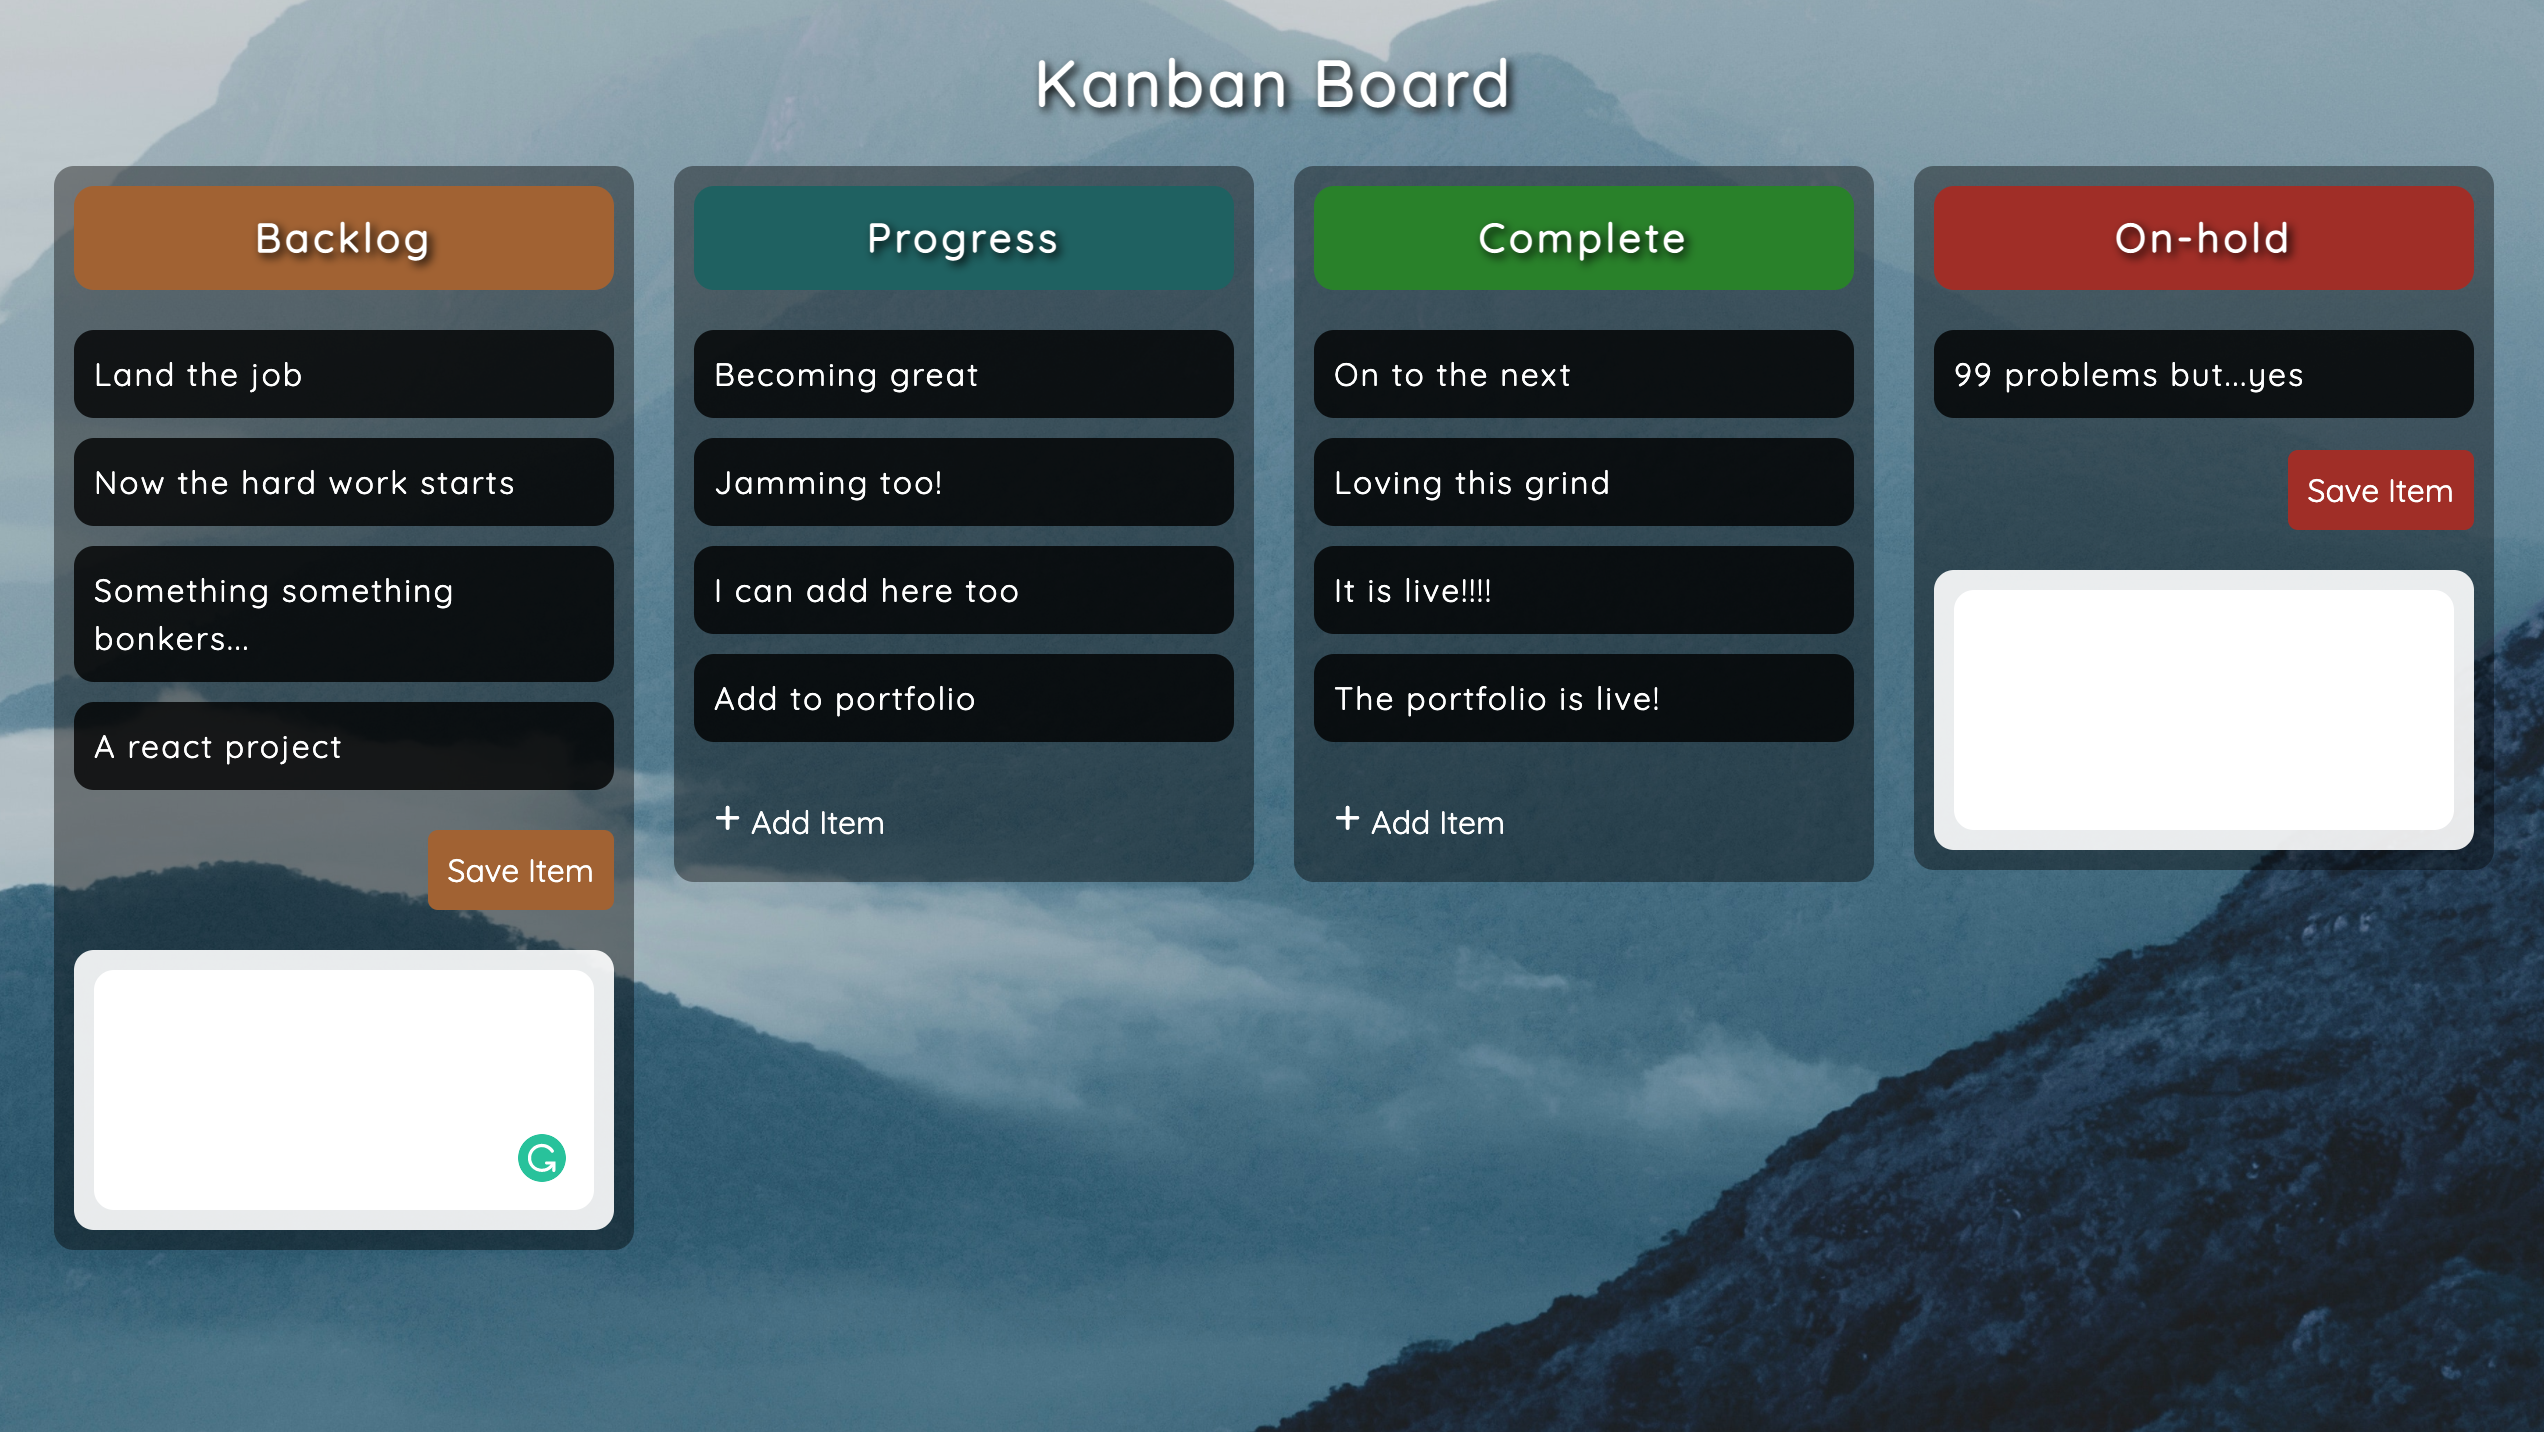 Kanban Board
Backlog
Land the job
Now the hard work starts
Something something
bonkers...
A react project
Save Item
Progress
Becoming great
Jamming too!
I can add here too
Add to portfolio
+ Add Item
Complete
On to the next
Loving this grind
It is live!!!!
The portfolio is live!
+ Add Item
On-hold
99 problems but...yes
Save Item